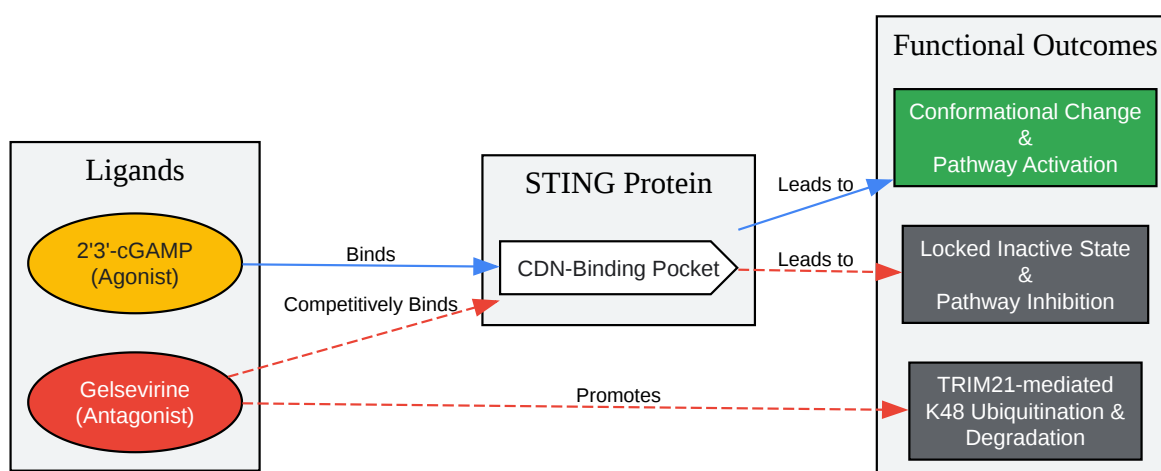 Ligands
2'3'-cGAMP
(Agonist)
Gelsevirine
(Antagonist)
Binds
Competitively Binds
Promotes
STING Protein
CDN-Binding Pocket
Leads to
Leads to
Functional Outcomes
Conformational Change
&
Pathway Activation
Locked Inactive State
&
Pathway Inhibition
TRIM21-mediated
K48 Ubiquitination &
Degradation